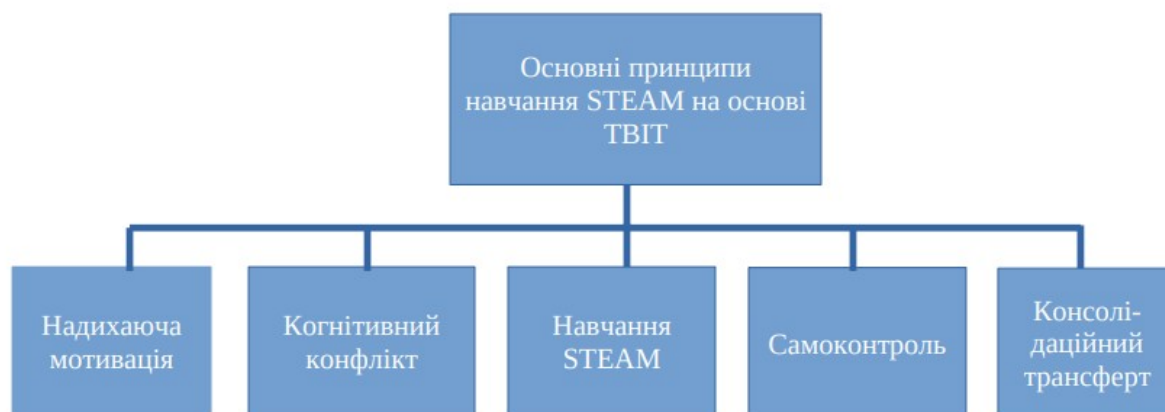 Основні принципи
навчання STEAM на основі
ТВІТ
Надихаюча
мотивація
Когнітивний
конфлікт
Навчання
STEAM
Самоконтроль
Консолі-
даційний
трансферт